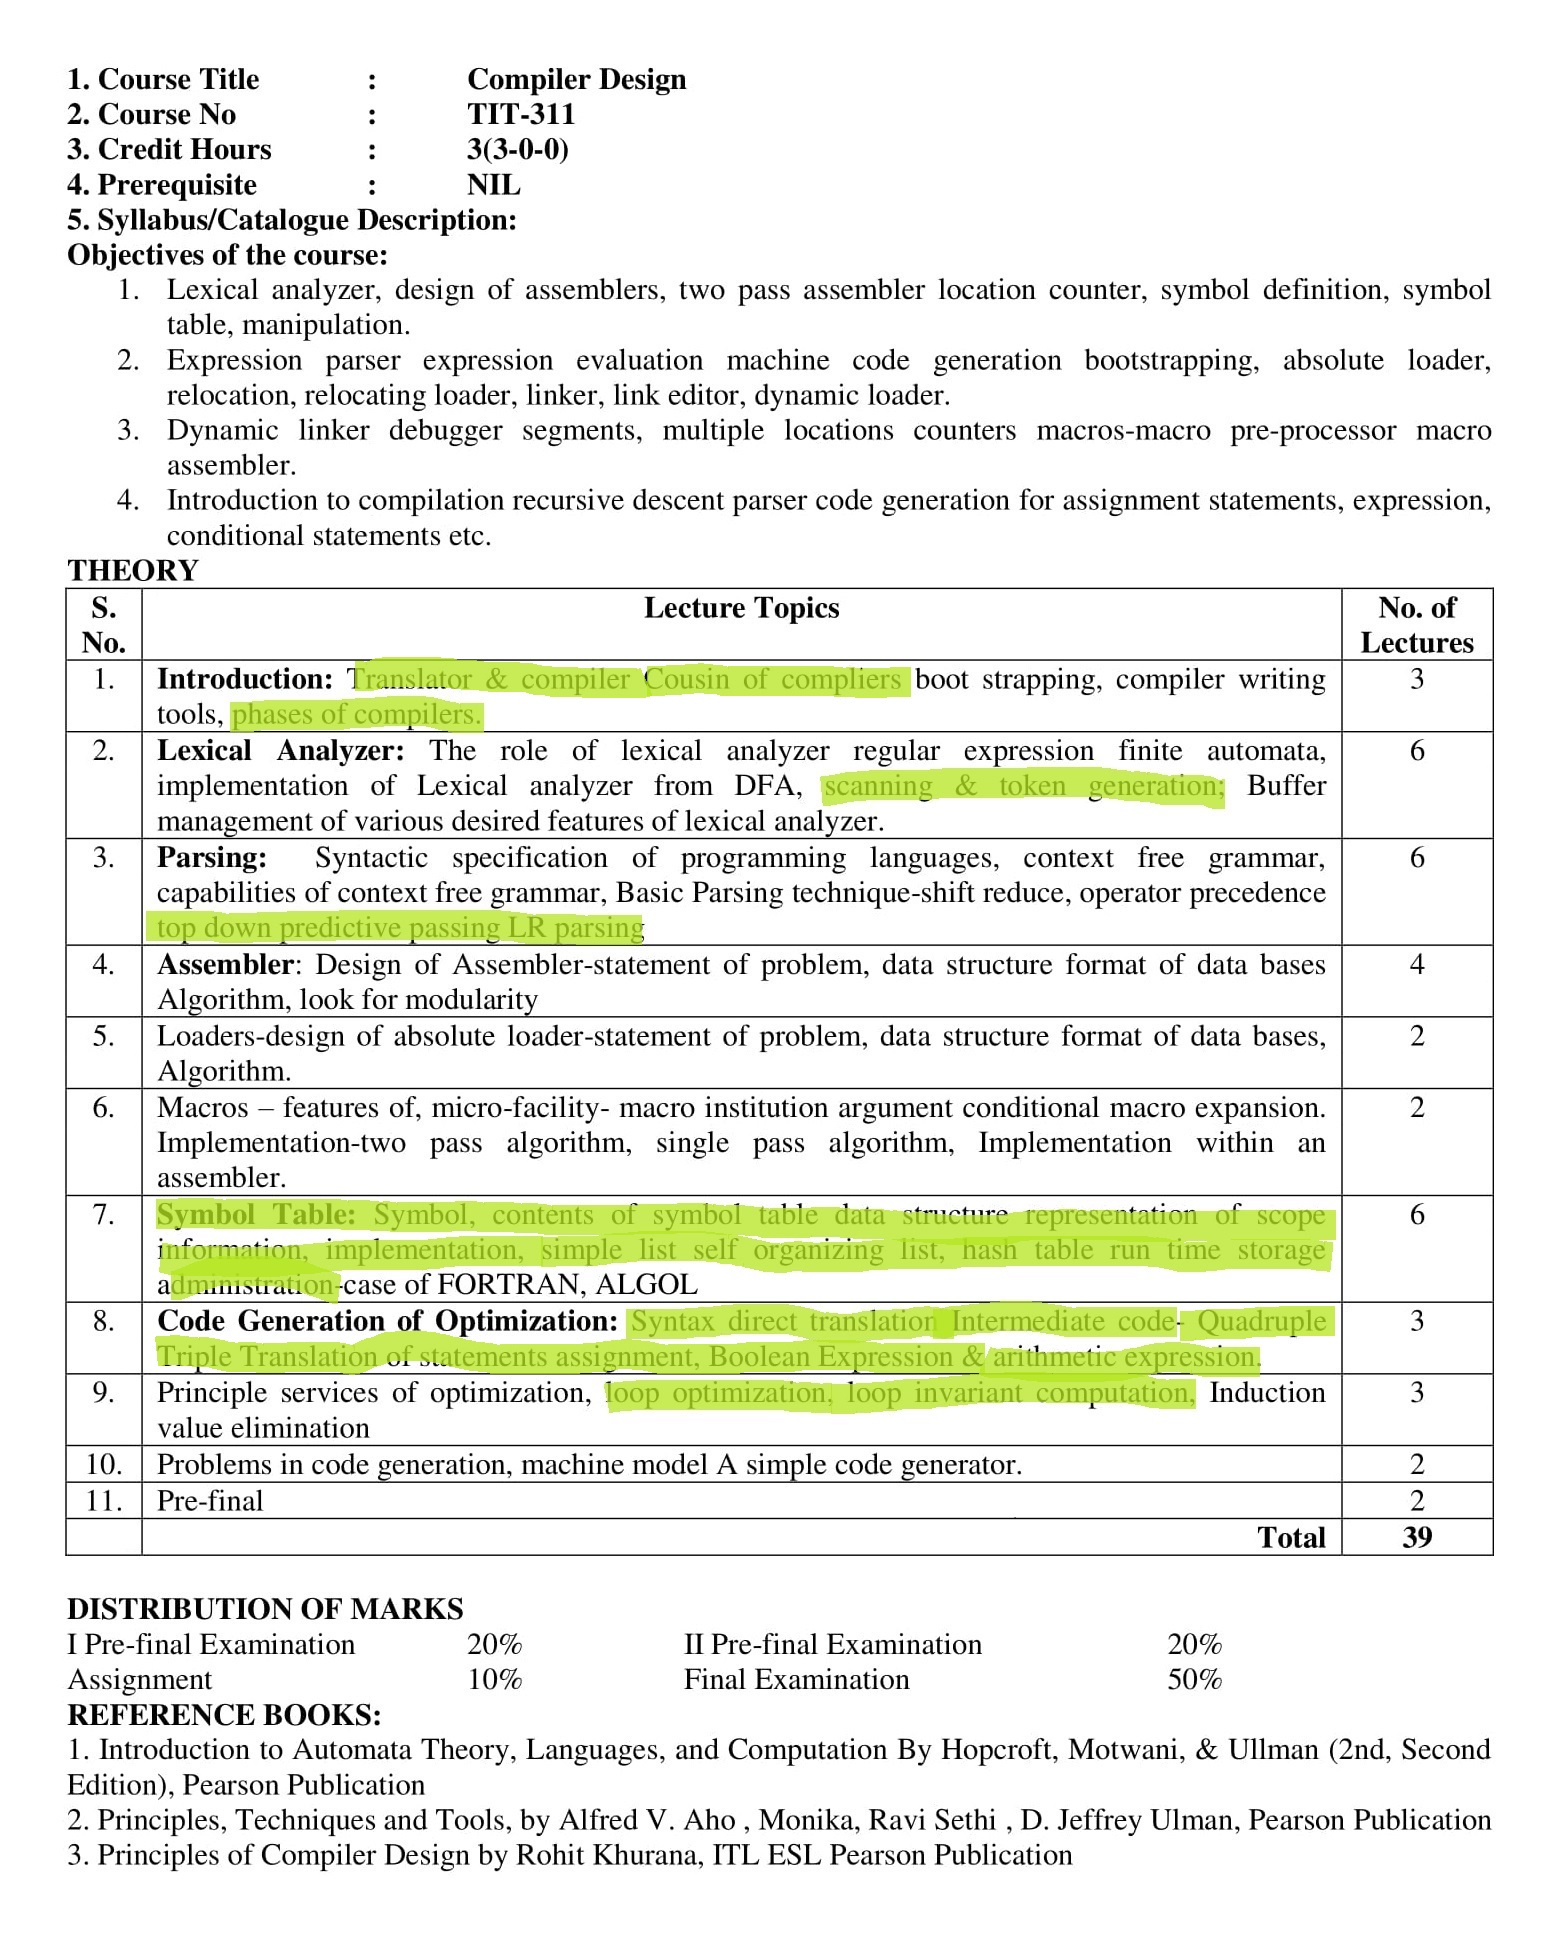 1. Course Title : Compiler Design
2. Course No : TIT-311
3. Credit Hours : 3(3-0-0)
4. Prerequisite : NIL
5. Syllabus/Catalogue Description:
Objectives of the course:
1. Lexical analyzer, design of assemblers, two pass assembler location counter, symbol definition, symbol
table, manipulation.
2. Expression parser expression evaluation machine code generation bootstrapping, absolute loader,
relocation, relocating loader, linker, link editor, dynamic loader.
3. Dynamic linker debugger segments, multiple locations counters macros-macro pre-processor macro
assembler.
4. Introduction to compilation recursive descent parser code generation for assignment statements, expression,
conditional statements etc.
THEORY
S. Lecture Topics No. of
No. Lectures
1. Introduction: Translator & compiler Cousin of compliers boot strapping, compiler writing 3
tools, phases of compilers.
2. Lexical Analyzer: The role of lexical analyzer regular expression finite automata, 6
implementation of Lexical analyzer from DFA, scanning & token generation; Buffer
management of various desired features of lexical analyzer.
3. Parsing: Syntactic specification of programming languages, context free grammar, 6
capabilities of context free grammar, Basic Parsing technique-shift reduce, operator precedence
top down predictive passing LR parsing
4. Assembler: Design of Assembler-statement of problem, data structure format of data bases 4
Algorithm, look for modularity
5. Loaders-design of absolute loader-statement of problem, data structure format of data bases, 2
Algorithm.
6. Macros – features of, micro-facility- macro institution argument conditional macro expansion. 2
Implementation-two pass algorithm, single pass algorithm, Implementation within an
assembler.
7. Symbol Table: Symbol, contents of symbol table data structure representation of scope 6
information, implementation, simple list self organizing list, hash table run time storage
administration-case of FORTRAN, ALGOL
8. Code Generation of Optimization: Syntax direct translation Intermediate code- Quadruple 3
Triple Translation of statements assignment, Boolean Expression & arithmetic expression.
9. Principle services of optimization, loop optimization, loop invariant computation, Induction 3
value elimination
10. Problems in code generation, machine model A simple code generator. 2
11. Pre-final 2
Total 39
DISTRIBUTION OF MARKS
I Pre-final Examination 20% II Pre-final Examination 20%
Assignment 10% Final Examination 50%
REFERENCE BOOKS:
1. Introduction to Automata Theory, Languages, and Computation By Hopcroft, Motwani, & Ullman (2nd, Second
Edition), Pearson Publication
2. Principles, Techniques and Tools, by Alfred V. Aho , Monika, Ravi Sethi , D. Jeffrey Ulman, Pearson Publication
3. Principles of Compiler Design by Rohit Khurana, ITL ESL Pearson Publication